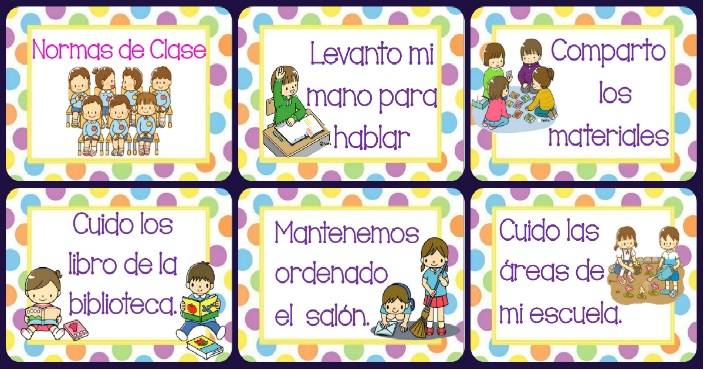 Normas de Clase
Levanto mi
mano para
hablar
Comparto
los
materiales
Cuido los
libro de la
biblioteca.
Mantenemos
ordenado
el salón.
Cuido las
áreas de
mi escuela.